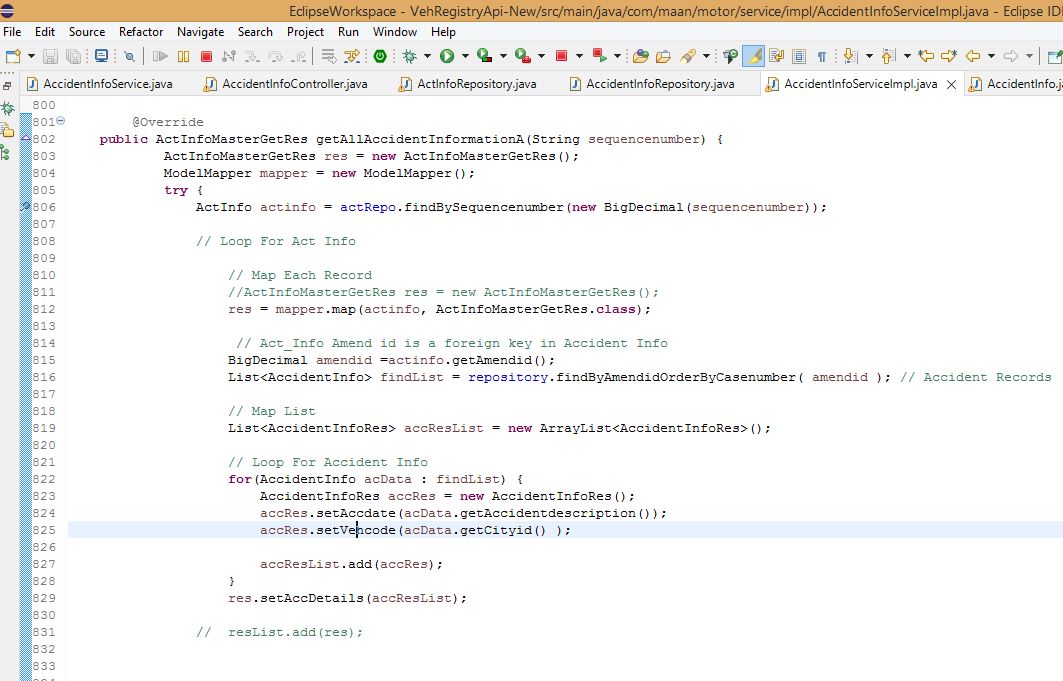 EclipseWorkspace - VehRegistryApi-New/src/main/java/com/maan/motor/service/impl/AccidentInfoServiceImpl.java - Eclipse ID
File Edit Source Refactor Navigate Search Project Run Window Help
AccidentInfoService.java AccidentInfoController.java ActInfoRepository.java AccidentInfoRepository.java AccidentInfoServiceImpl.java AccidentInfo.j
800
801 @Override
802 public ActInfoMasterGetRes getAllAccidentInformationA(String sequencenumber) {
803 ActInfoMasterGetRes res = new ActInfoMasterGetRes();
804 ModelMapper mapper = new ModelMapper();
805 try {
806 ActInfo actinfo = actRepo.findBySequencenumber(new BigDecimal(sequencenumber));
807
808 // Loop For Act Info
809
810 // Map Each Record
811 //ActInfoMasterGetRes res = new ActInfoMasterGetRes();
812 res = mapper.map(actinfo, ActInfoMasterGetRes.class);
813
814 // Act_Info Amend id is a foreign key in Accident Info
815 BigDecimal amendid =actinfo.getAmendid();
816 List<AccidentInfo> findList = repository.findByAmendidOrderByCasenumber( amendid ); // Accident Records
817
818 // Map List
819 List<AccidentInfoRes> accResList = new ArrayList<AccidentInfoRes>();
820
821 // Loop For Accident Info
822 for(AccidentInfo acData : findList) {
823 AccidentInfoRes accRes = new AccidentInfoRes();
824 accRes.setAccdate(acData.getAccidentdescription());
825 accRes.setVehcode(acData.getCityid() );
826
827 accResList.add(accRes);
828 }
829 res.setAccDetails(accResList);
830
831 // resList.add(res);
832
833